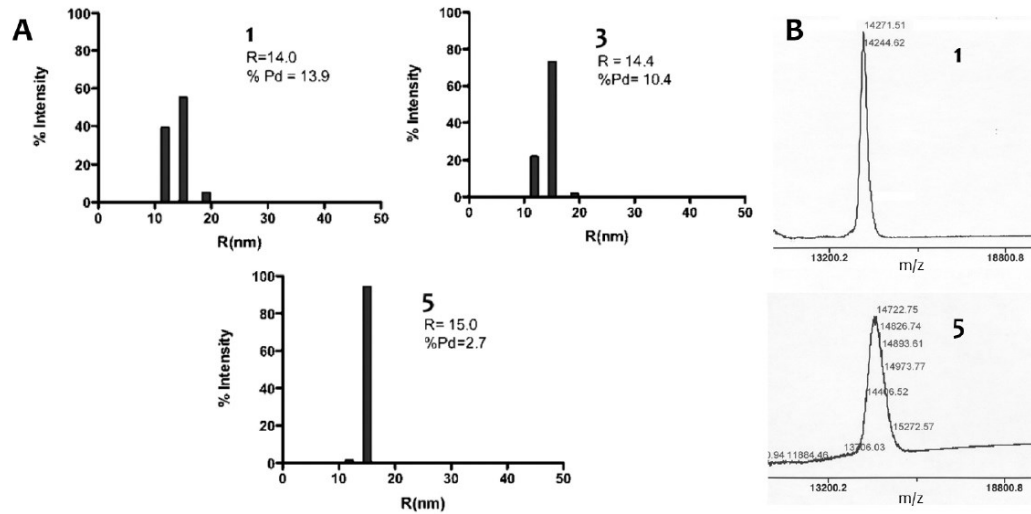 A
1
R=14.0
% Pd = 13.9
% Intensity
100
80
60
40
20
0
0 10 20 30 40 50
R(nm)
3
R = 14.4
%Pd= 10.4
% Intensity
100
80
60
40
20
0
0 10 20 30 40 50
R(nm)
5
R= 15.0
%Pd=2.7
% Intensity
100
80
60
40
20
0
0 10 20 30 40 50
R(nm)
B
14271.51
14244.62
1
13200.2
m/z
18800.8
14722.75
14826.74
14893.61
14973.77
14406.52
15272.57
13706.03
0.94 11884.46
5
13200.2
m/z
18800.8